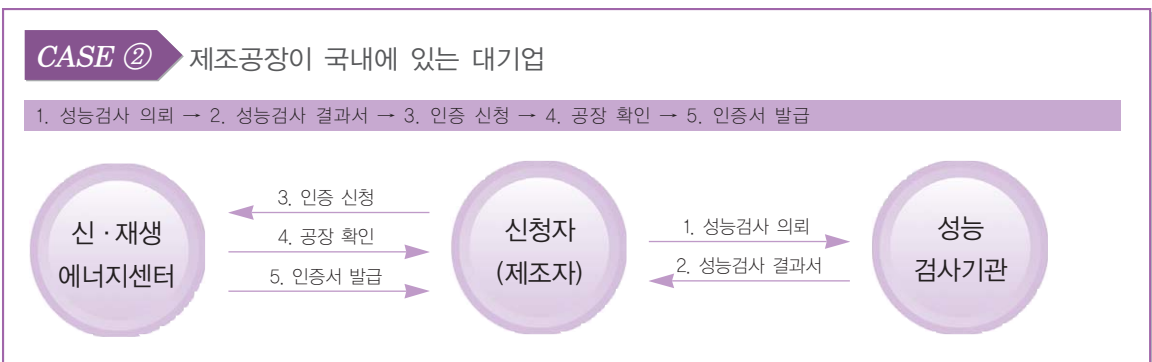 CASE ② 제조공장이 국내에 있는 대기업
1. 성능검사 의뢰 → 2. 성능검사 결과서 → 3. 인증 신청 → 4. 공장 확인 → 5. 인증서 발급
신·재생
에너지센터
3. 인증 신청
4. 공장 확인
5. 인증서 발급
신청자
(제조자)
1. 성능검사 의뢰
2. 성능검사 결과서
성능
검사기관